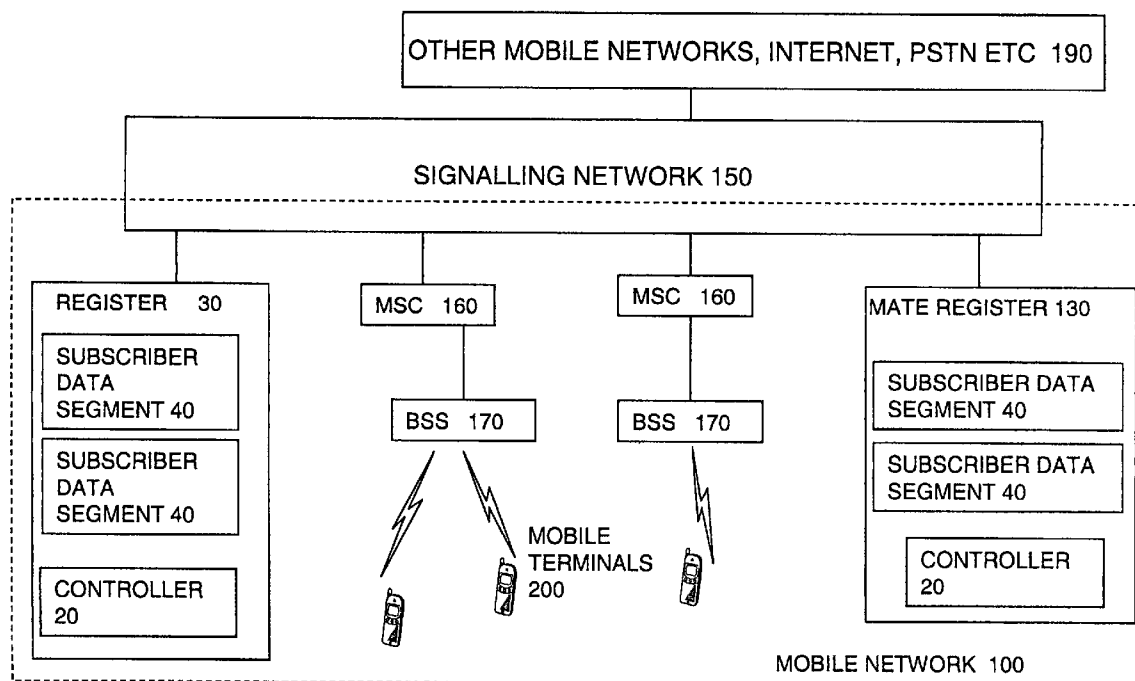 OTHER MOBILE NETWORKS, INTERNET, PSTN ETC 190
SIGNALLING NETWORK 150
REGISTER 30
SUBSCRIBER
DATA
SEGMENT 40
SUBSCRIBER
DATA
SEGMENT 40
CONTROLLER
20
MSC 160
BSS 170
MSC 160
BSS 170
MOBILE
TERMINALS
200
MATE REGISTER 130
SUBSCRIBER DATA
SEGMENT 40
SUBSCRIBER DATA
SEGMENT 40
CONTROLLER
20
MOBILE NETWORK 100